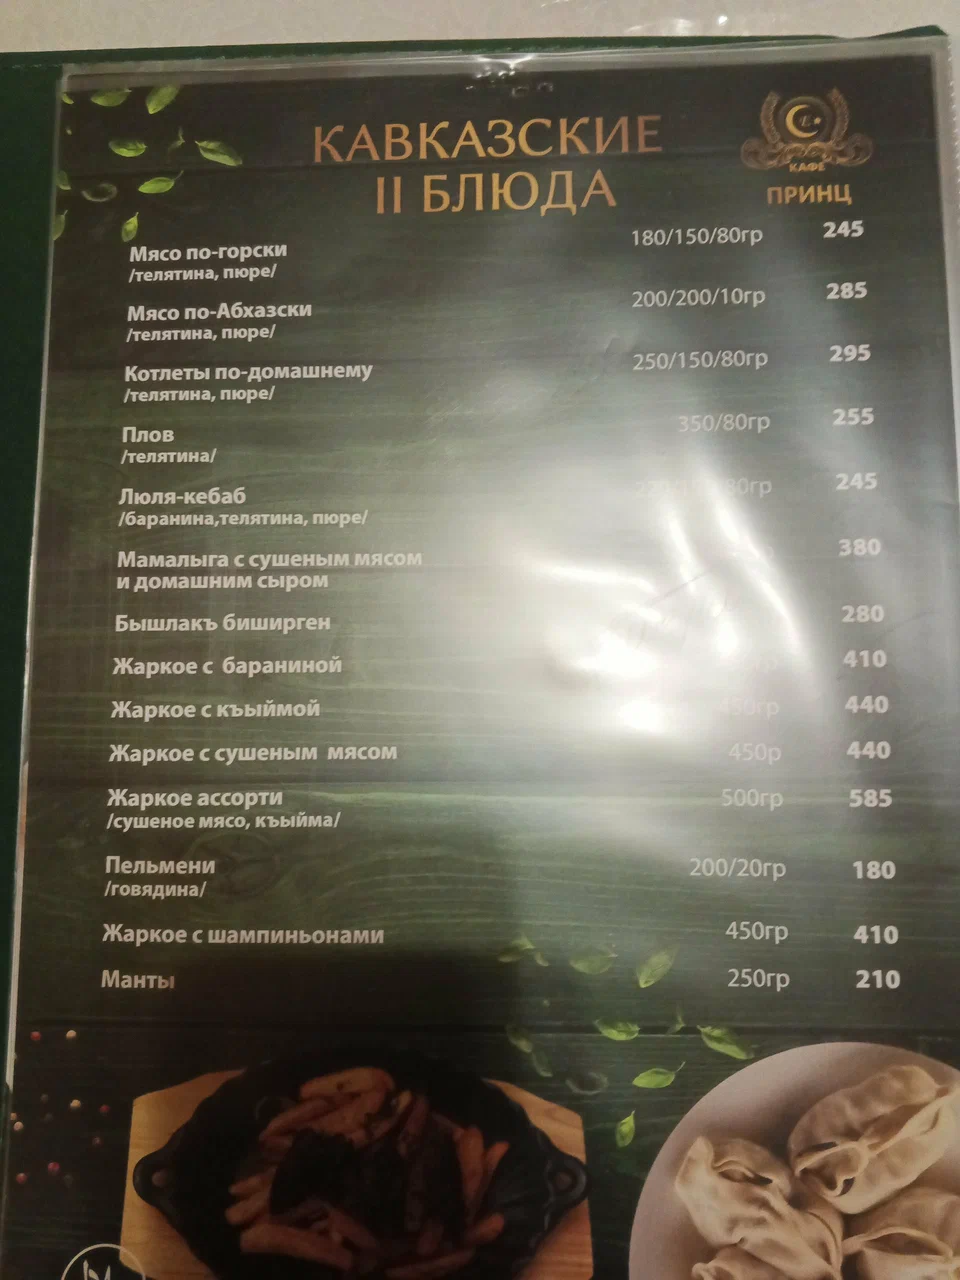 КАВКАЗСКИЕ
II БЛЮДА
КАФЕ
ПРИНЦ
Мясо по-горски 180/150/80гр 245
/телятина, пюре/
Мясо по-Абхазски 200/200/10гр 285
/телятина, пюре/
Котлеты по-домашнему 250/150/80гр 295
/телятина, пюре/
Плов 350/80гр 255
/телятина/
Люля-кебаб 245
/баранина,телятина, пюре/
Мамалыга с сушеным мясом 380
и домашним сыром
Бышлакъ биширген 280
Жаркое с бараниной 410
Жаркое с къыймой 450гр 440
Жаркое с сушеным мясом 450р 440
Жаркое ассорти 500гр 585
/сушеное мясо, къыйма/
Пельмени 200/20гр 180
/говядина/
Жаркое с шампиньонами 450гр 410
Манты 250гр 210